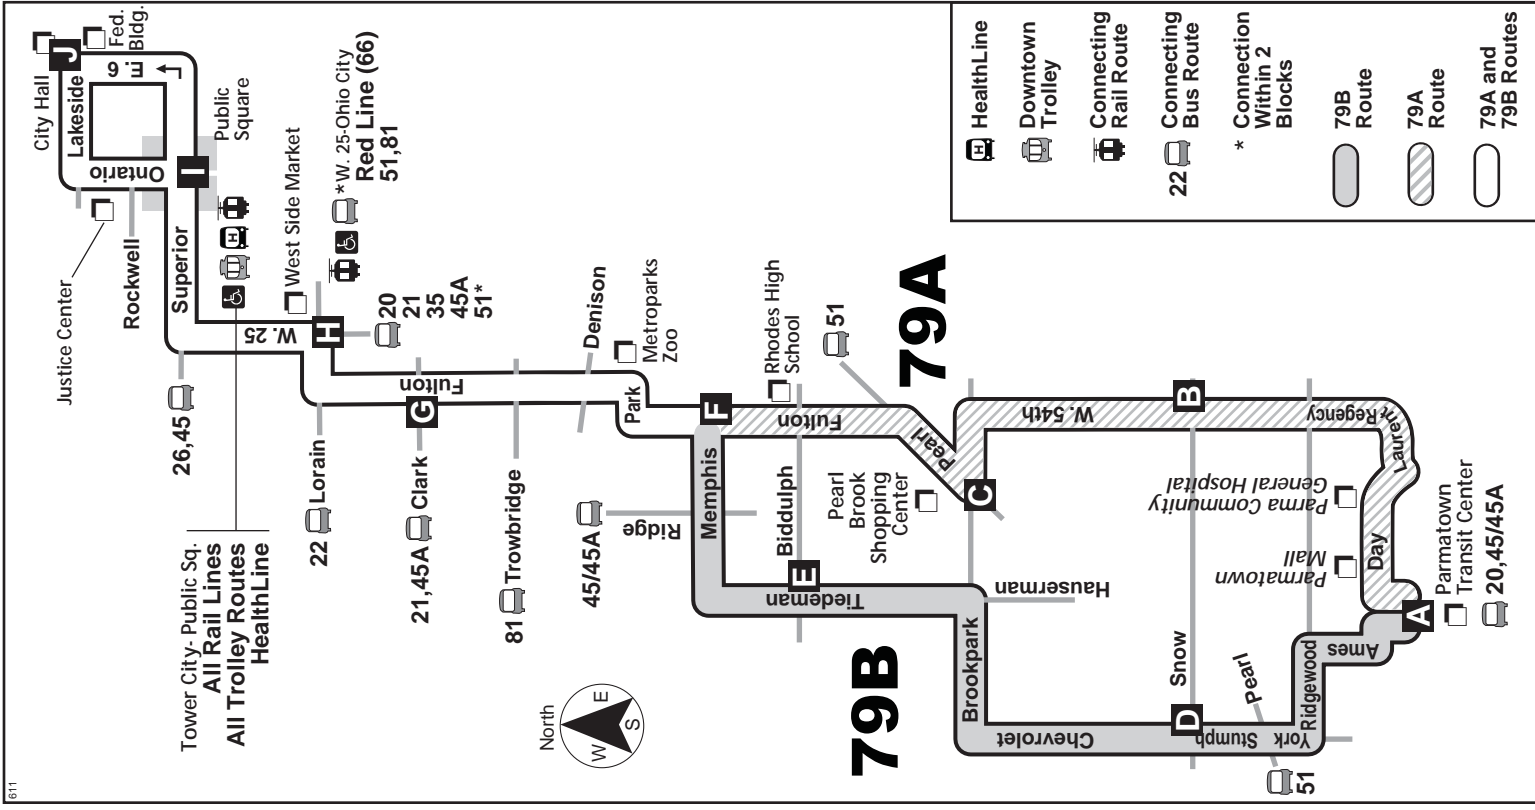 611
City Hall
Fed.
Bldg.
J
Lakeside
E. 6
Ontario
Public
Square
I
Justice Center
Rockwell
Superior
H
West Side Market
W. 25
H
*W. 25-Ohio City
Red Line (66)
51,81
20
21
35
45A
51*
26,45
Tower City- Public Sq.
All Rail Lines
All Trolley Routes
HealthLine
22 Lorain
Fulton
G
21,45A Clark
81 Trowbridge
Denison
Metroparks
Zoo
Park
45/45A
Ridge
F
Memphis
Rhodes High
School
Fulton
Biddulph
E
Tiedeman
51
79A
Pearl
Pearl
Brook
Shopping
Center
C
Hauserman
Brookpark
79B
North
W
E
S
W. 54th
B
Snow
D
Chevrolet
Stumph
York
Pearl
51
Ridgewood
Ames
Regency
Laurent
Day
Parma Community
General Hospital
Parmatown
Mall
A
Parmatown
Transit Center
20,45/45A
H
HealthLine
Downtown
Trolley
Connecting
Rail Route
22
Connecting
Bus Route
* Connection
Within 2
Blocks
79B
Route
79A
Route
79A and
79B Routes